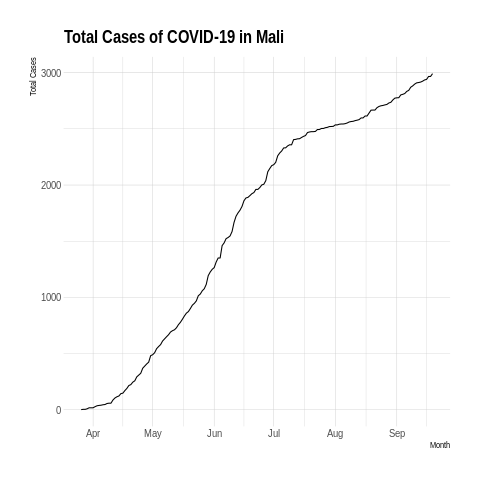 Total Cases of COVID-19 in Mali
Total Cases
3000
2000
1000
0
Apr May Jun Jul Aug Sep
Month